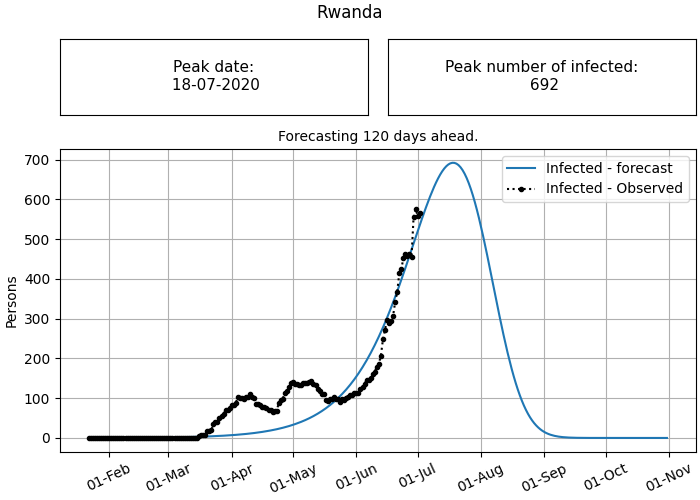 Rwanda
Peak date:
18-07-2020
Peak number of infected:
692
Forecasting 120 days ahead.
Infected - forecast
Infected - Observed
Persons
700
600
500
400
300
200
100
0
01-Feb
01-Mar
01-Apr
01-May
01-Jun
01-Jul
01-Aug
01-Sep
01-Oct
01-Nov